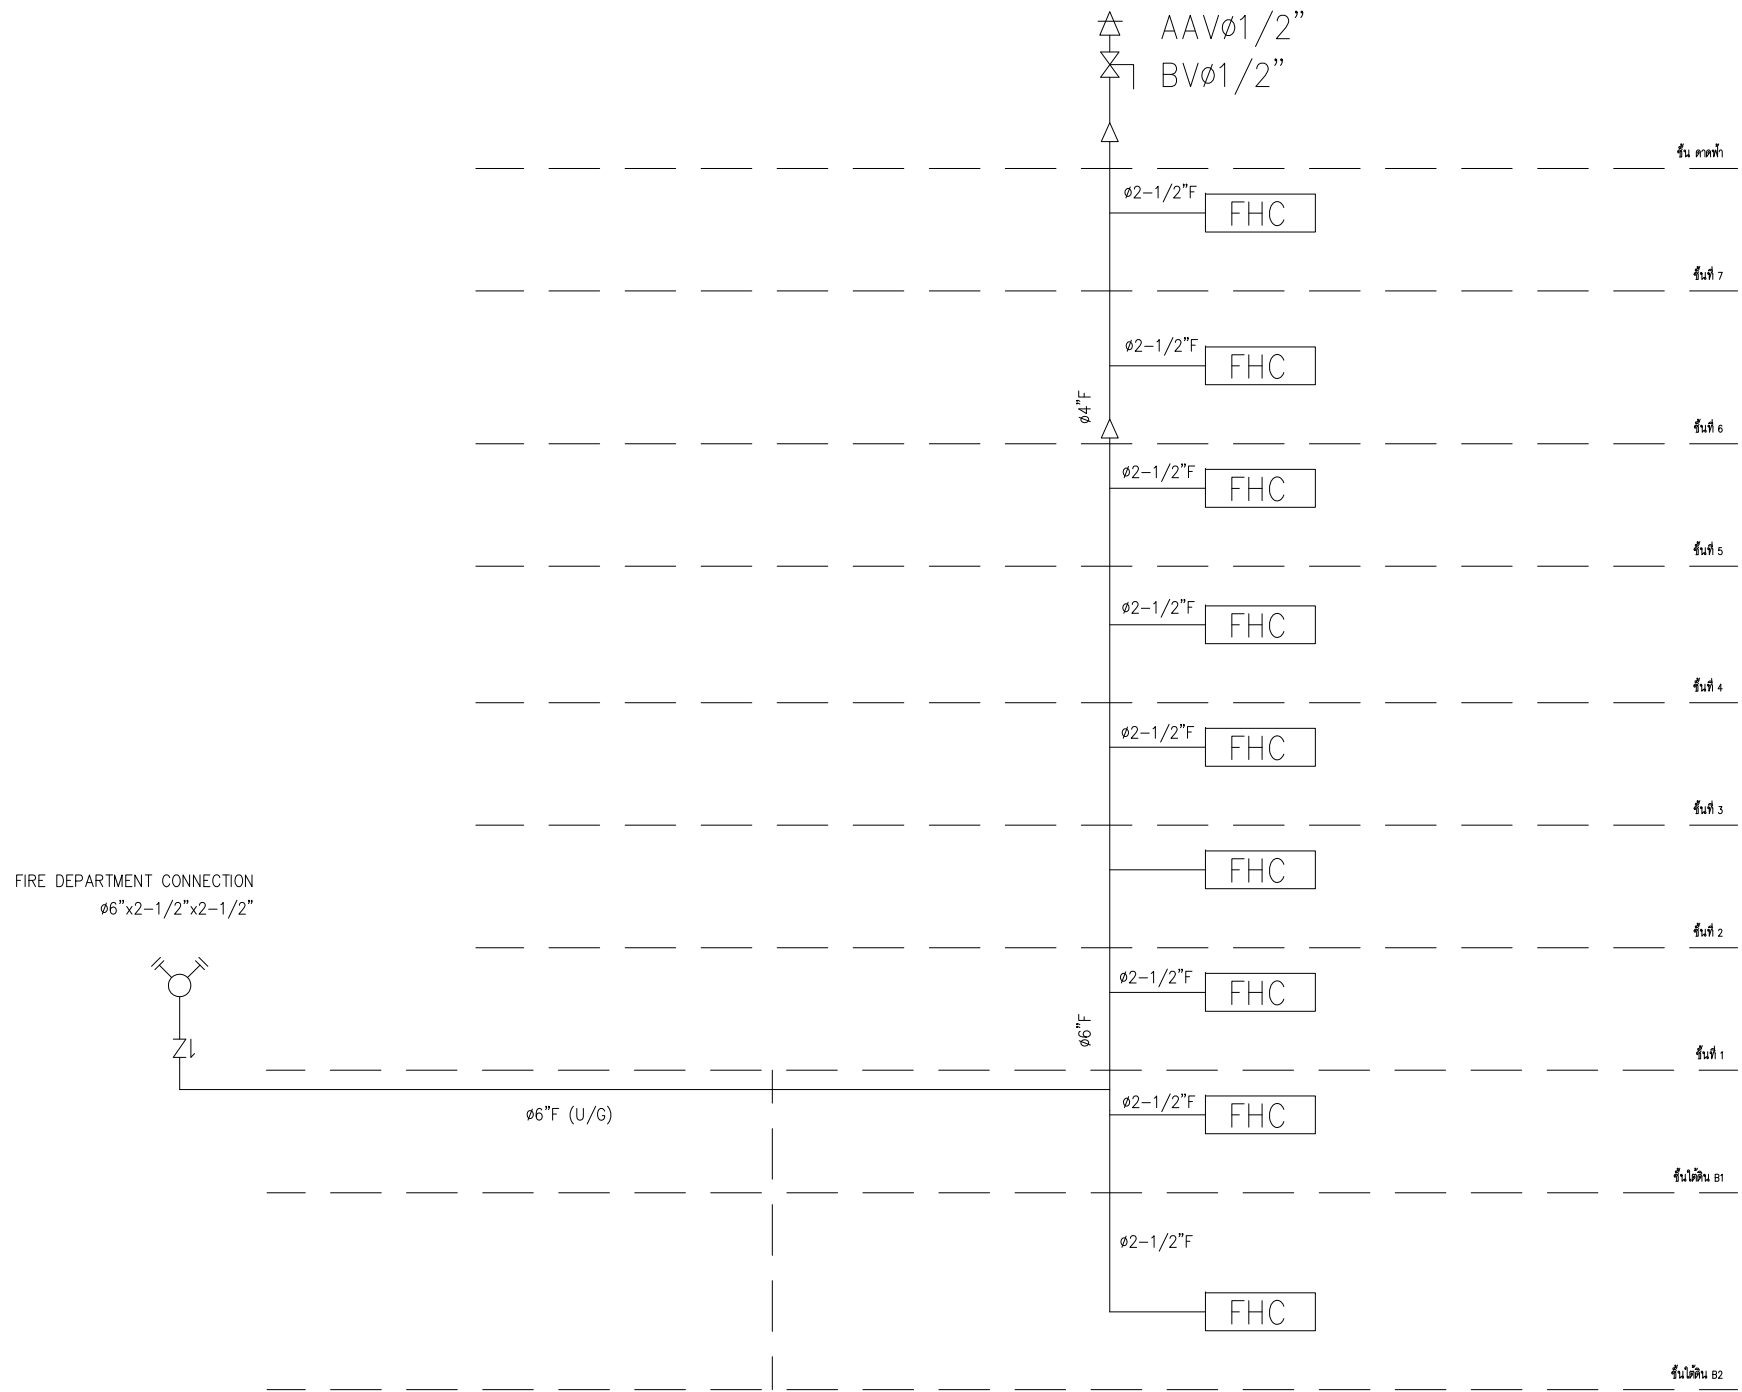 AAVø1/2”
BVø1/2”
ชั้น ดาดฟ้า
ø2-1/2”F
FHC
ชั้นที่ 7
ø2-1/2”F
FHC
ø4”F
ชั้นที่ 6
ø2-1/2”F
FHC
ชั้นที่ 5
ø2-1/2”F
FHC
ชั้นที่ 4
ø2-1/2”F
FHC
ชั้นที่ 3
FHC
FIRE DEPARTMENT CONNECTION
ø6”x2-1/2”x2-1/2”
ชั้นที่ 2
ø2-1/2”F
FHC
ø6”F
ชั้นที่ 1
ø6”F (U/G)
ø2-1/2”F
FHC
ชั้นใต้ดิน B1
ø2-1/2”F
FHC
ชั้นใต้ดิน B2